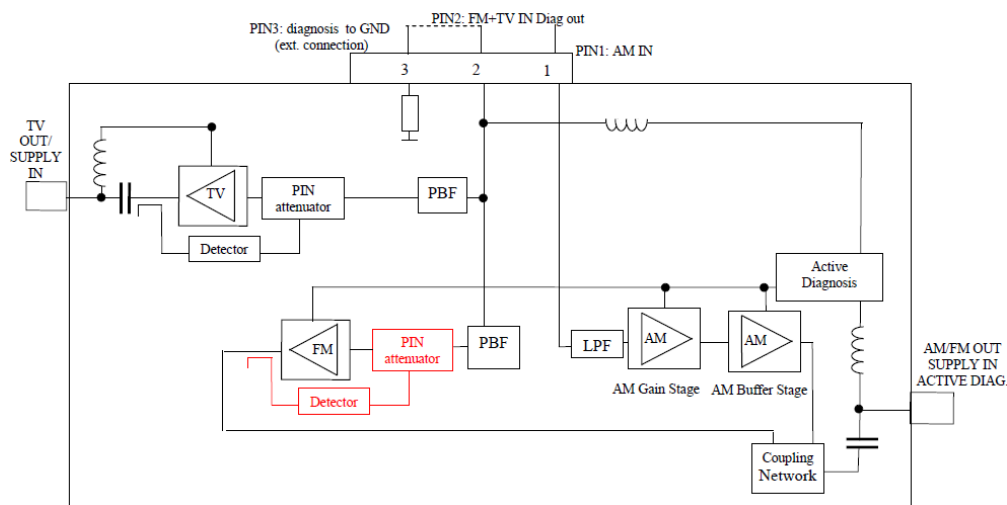 PIN2: FM+TV IN Diag out
PIN3: diagnosis to GND
(ext. connection)
PIN1: AM IN
3
2
1
TV
OUT/
SUPPLY
IN
TV
PIN
attenuator
PBF
Detector
Active
Diagnosis
FM
PIN
attenuator
PBF
LPF
AM
AM
Detector
AM Gain Stage
AM Buffer Stage
AM/FM OUT
SUPPLY IN
ACTIVE DIAG.
Coupling
Network